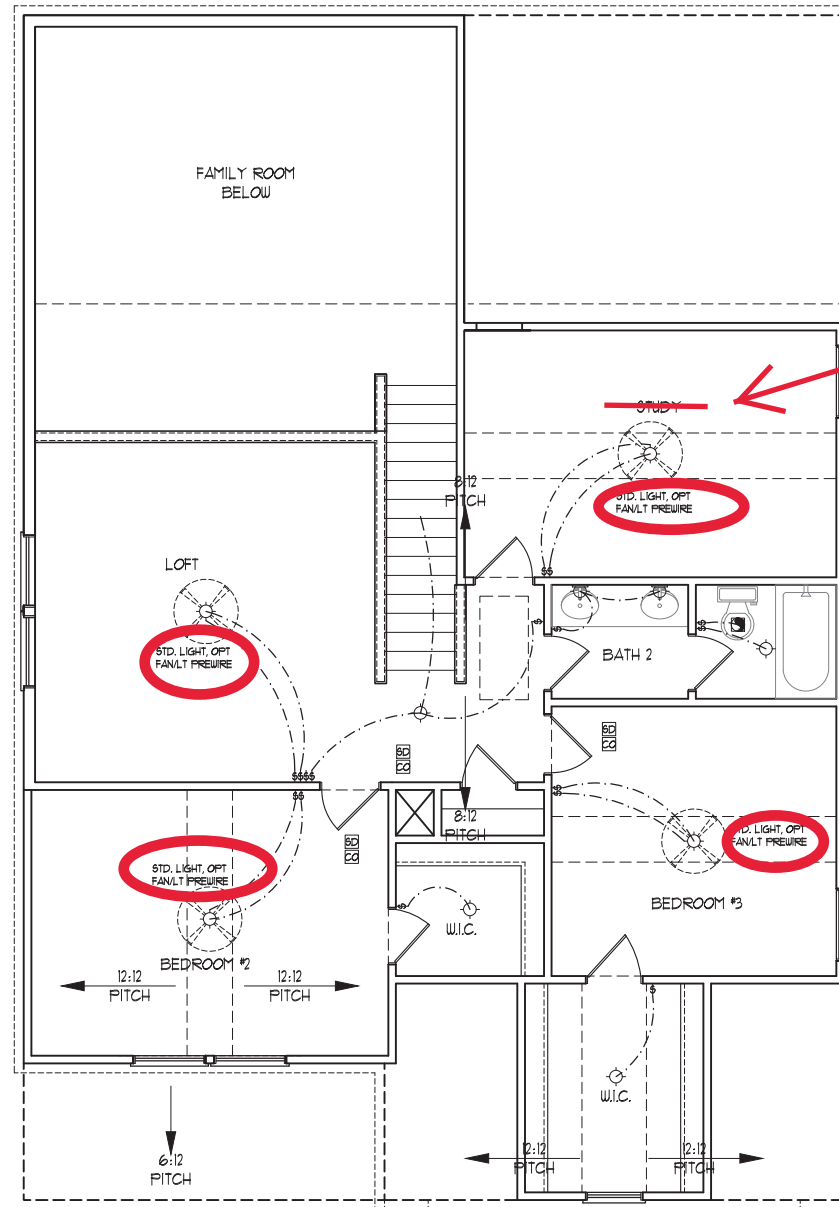 FAMILY ROOM
BELOW
STUDY
8:12
PITCH
STD. LIGHT, OPT
FAN/LT PREWIRE
LOFT
STD. LIGHT, OPT
FAN/LT PREWIRE
$$
$
$
$$
BATH 2
SD
CO
SD
CO
$$$$
$$
$$
8:12
PITCH
SD
CO
STD. LIGHT, OPT
FAN/LT PREWIRE
STD. LIGHT, OPT
FAN/LT PREWIRE
$
W.I.C.
BEDROOM #3
BEDROOM #2
12:12
PITCH
12:12
PITCH
$
W.I.C.
6:12
PITCH
12:12
PITCH
12:12
PITCH